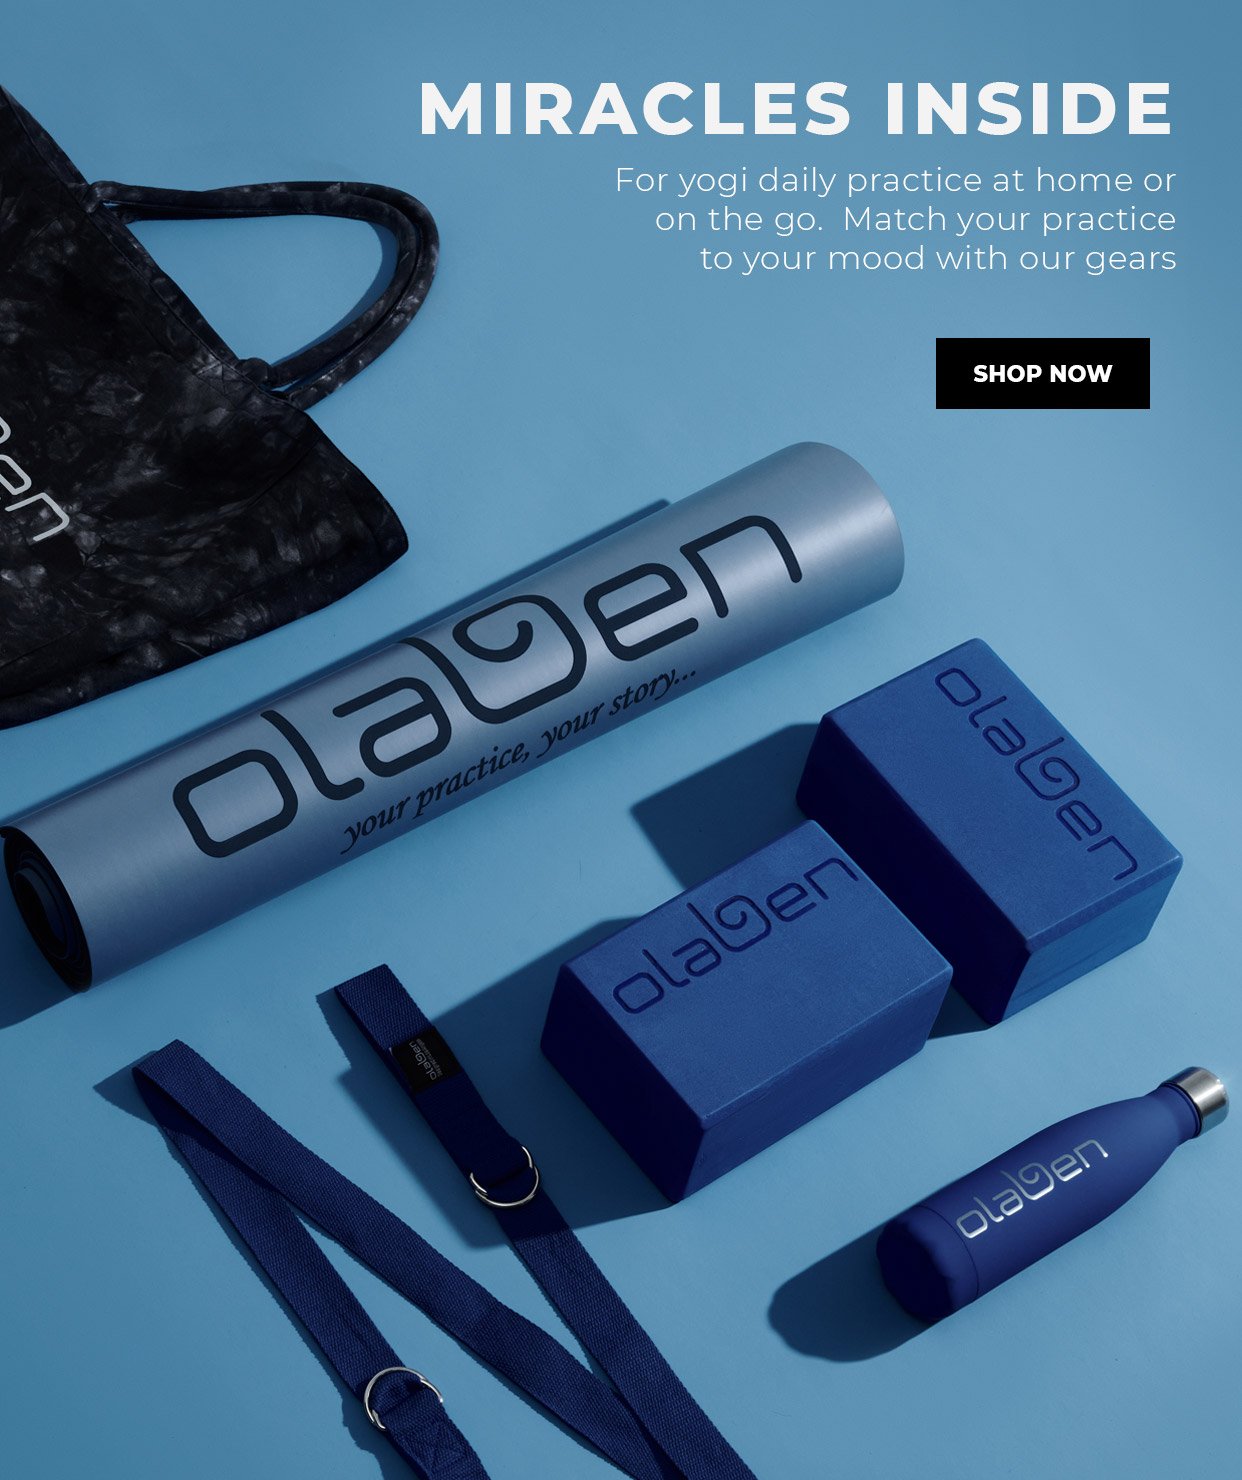 MIRACLES INSIDE
For yogi daily practice at home or
on the go.  Match your practice
to your mood with our gears
SHOP NOW
olaben
your practice, your story...
olaben
olaben
olaben
olaben